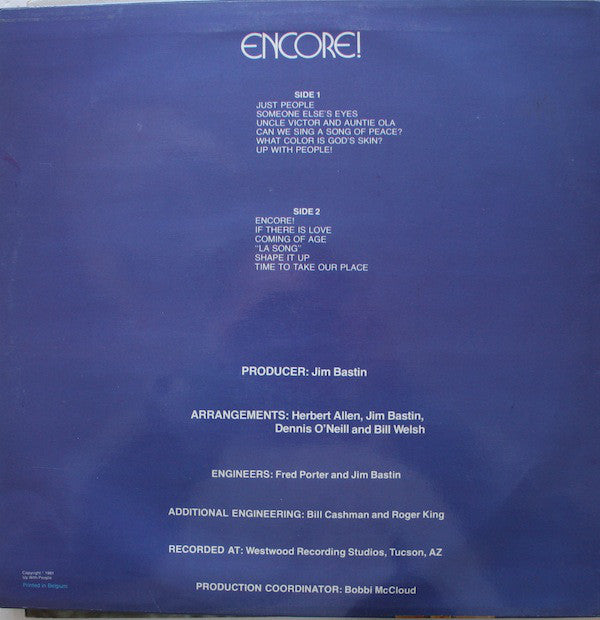 ENCORE!
SIDE 1
JUST PEOPLE
SOMEONE ELSE'S EYES
UNCLE VICTOR AND AUNTIE OLA
CAN WE SING A SONG OF PEACE?
WHAT COLOR IS GOD'S SKIN?
UP WITH PEOPLE!
SIDE 2
ENCORE!
IF THERE IS LOVE
COMING OF AGE
"LA SONG"
SHAPE IT UP
TIME TO TAKE OUR PLACE
PRODUCER: Jim Bastin
ARRANGEMENTS: Herbert Allen, Jim Bastin,
Dennis O'Neill and Bill Welsh
ENGINEERS: Fred Porter and Jim Bastin
ADDITIONAL ENGINEERING: Bill Cashman and Roger King
RECORDED AT: Westwood Recording Studios, Tucson, AZ
PRODUCTION COORDINATOR: Bobbi McCloud
Copyright 1981
Up With People
Printed in Belgium